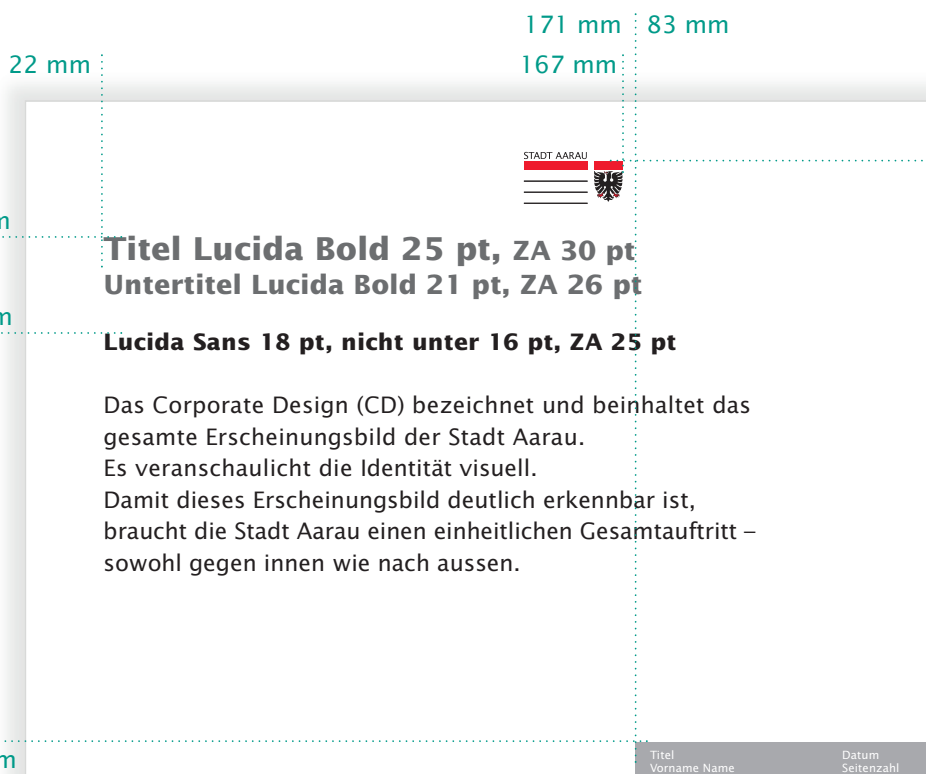 171 mm 83 mm
22 mm 167 mm
STADT AARAU
Titel Lucida Bold 25 pt, ZA 30 pt
Untertitel Lucida Bold 21 pt, ZA 26 pt
Lucida Sans 18 pt, nicht unter 16 pt, ZA 25 pt
Das Corporate Design (CD) bezeichnet und beinhaltet das
gesamte Erscheinungsbild der Stadt Aarau.
Es veranschaulicht die Identität visuell.
Damit dieses Erscheinungsbild deutlich erkennbar ist,
braucht die Stadt Aarau einen einheitlichen Gesamtauftritt –
sowohl gegen innen wie nach aussen.
Titel Datum
Vorname Name Seitenzahl